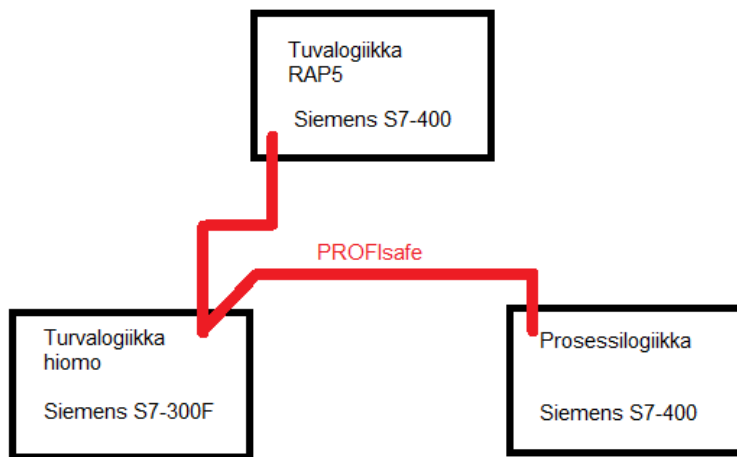 Tuvalogiikka
RAP5
Siemens S7-400
PROFIsafe
Turvalogiikka
hiomo
Siemens S7-300F
Prosessilogiikka
Siemens S7-400